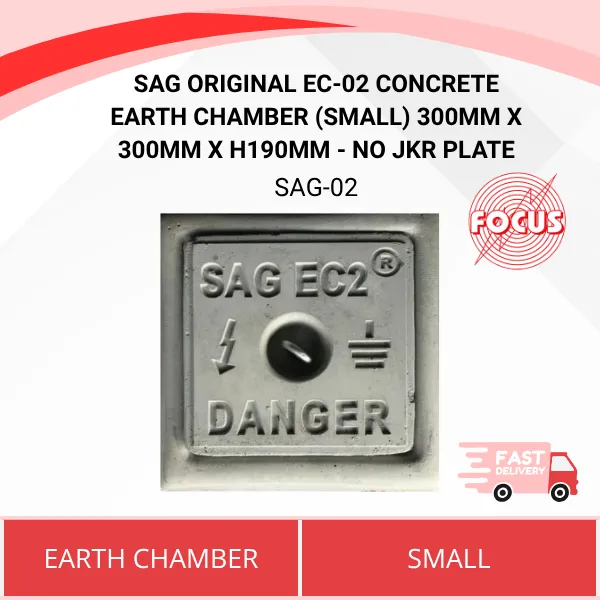 SAG ORIGINAL EC-02 CONCRETE
EARTH CHAMBER (SMALL) 300MM X
300MM X H190MM - NO JKR PLATE
SAG-02
FOCUS
SAG EC2®
DANGER
FAST
DELIVERY
EARTH CHAMBER
SMALL